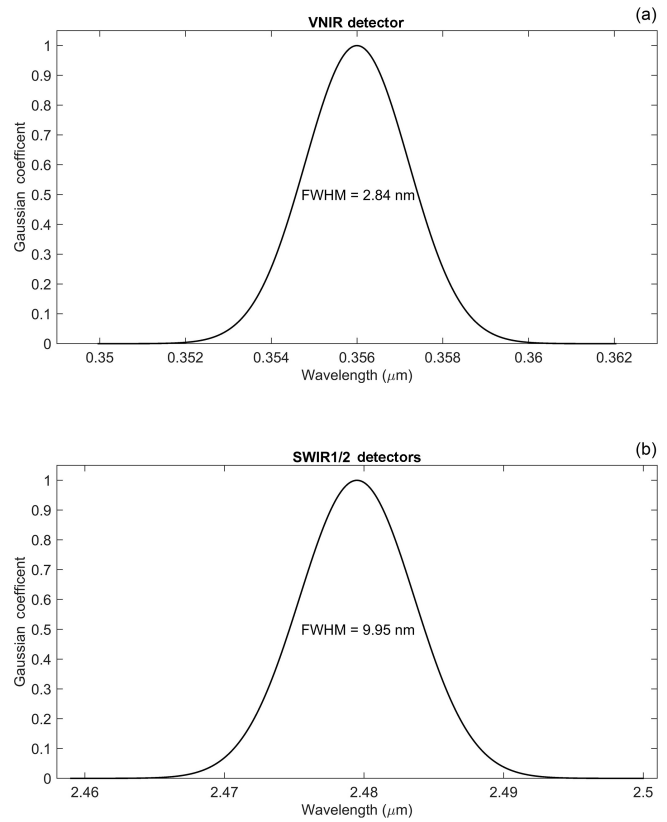 (a)
VNIR detector
1
0.9
0.8
0.7
0.6
0.5
0.4
0.3
0.2
0.1
0
Gaussian coefficent
FWHM = 2.84 nm
0.35 0.352 0.354 0.356 0.358 0.36 0.362
Wavelength (μm)
(b)
SWIR1/2 detectors
1
0.9
0.8
0.7
0.6
0.5
0.4
0.3
0.2
0.1
0
Gaussian coefficent
FWHM = 9.95 nm
2.46 2.47 2.48 2.49 2.5
Wavelength (μm)